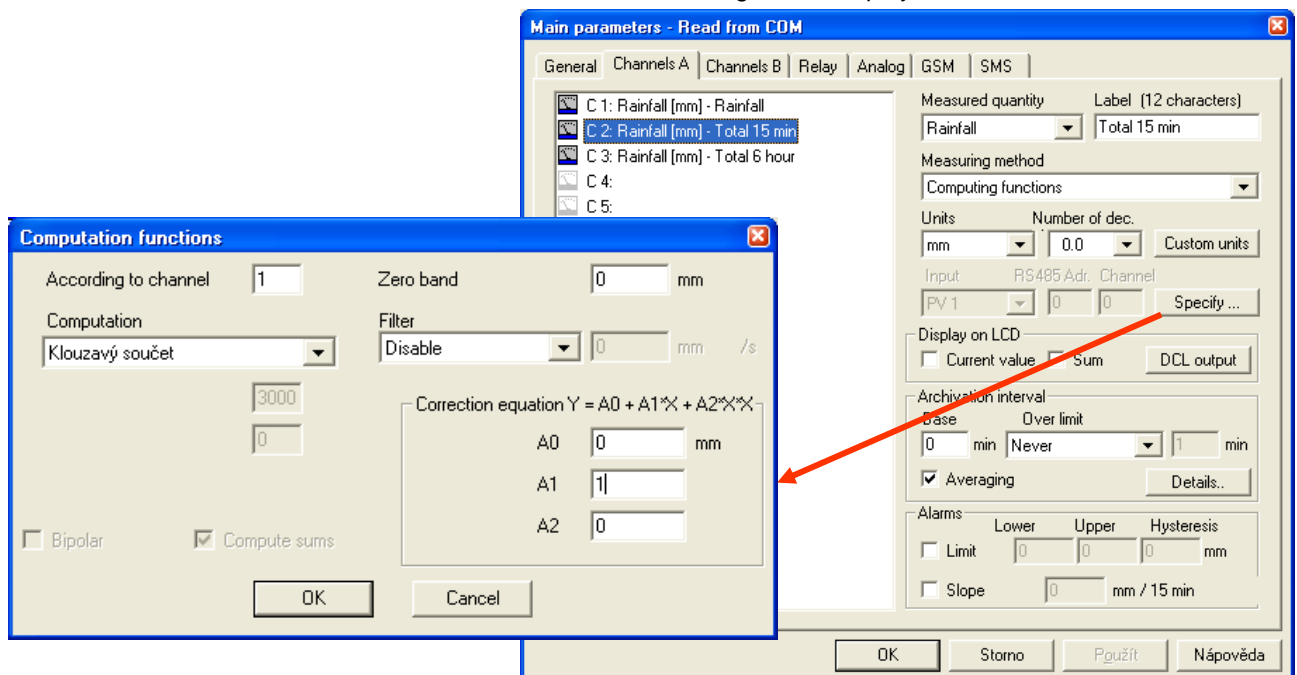 Main parameters - Read from COM
General Channels A Channels B Relay Analog GSM SMS
C 1: Rainfall [mm] - Rainfall
C 2: Rainfall [mm] - Total 15 min
C 3: Rainfall [mm] - Total 6 hour
C 4:
C 5:
Measured quantity Label (12 characters)
Rainfall Total 15 min
Measuring method
Computing functions
Units Number of dec.
mm 0.0 Custom units
Input RS485 Adr. Channel
PV 1 0 0 Specify ...
Display on LCD
Current value Sum DCL output
Archivation interval
Base Over limit
0 min Never 1 min
Averaging Details..
Alarms
Lower Upper Hysteresis
Limit 0 0 0 mm
Slope 0 mm / 15 min
OK Storno Použít Nápověda
Computation functions
According to channel 1 Zero band 0 mm
Computation Filter
Klouzavý součet Disable 0 mm /s
3000
0
Correction equation Y = A0 + A1*X + A2*X*X
A0 0 mm
A1 1
A2 0
Bipolar Compute sums
OK Cancel